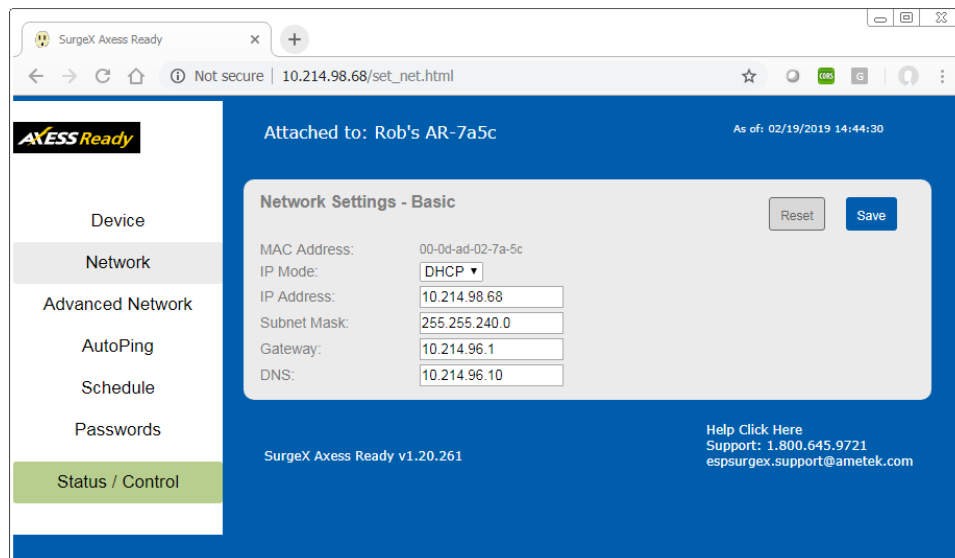 SurgeX Axess Ready
Not secure | 10.214.98.68/set_net.html
CORS
G
AXESS Ready
Attached to: Rob's AR-7a5c
As of: 02/19/2019 14:44:30
Device
Network
Advanced Network
AutoPing
Schedule
Passwords
Status / Control
Network Settings - Basic
Reset
Save
MAC Address: 00-0d-ad-02-7a-5c
IP Mode: DHCP
IP Address: 10.214.98.68
Subnet Mask: 255.255.240.0
Gateway: 10.214.96.1
DNS: 10.214.96.10
SurgeX Axess Ready v1.20.261
Help Click Here
Support: 1.800.645.9721
espsurgex.support@ametek.com